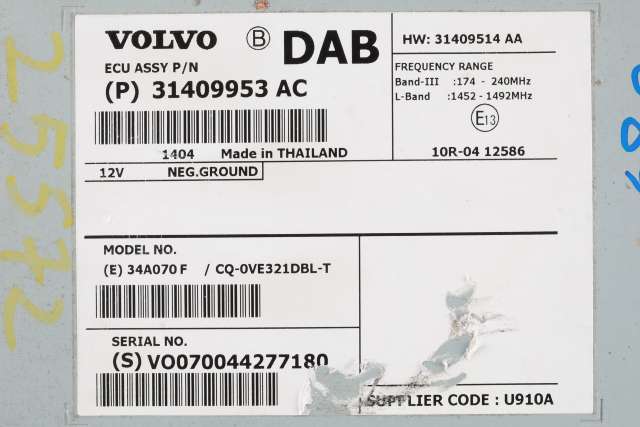 VOLVO B DAB
ECU ASSY P/N
(P) 31409953 AC
1404 Made in THAILAND
HW: 31409514 AA
FREQUENCY RANGE
Band-III :174 - 240MHz
L-Band :1452 - 1492MHz
E13
10R-04 12586
12V NEG.GROUND
MODEL NO.
(E) 34A070 F / CQ-0VE321DBL-T
SERIAL NO.
(S) VO070044277180
SUPPLIER CODE : U910A
25572